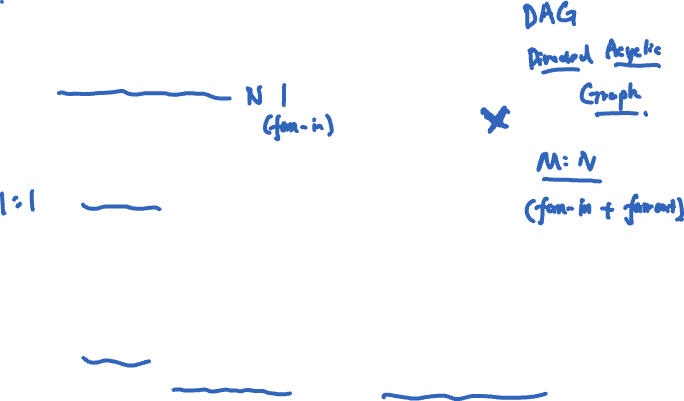 DAG
Directed Acyclic
Graph.
N 1
(fan-in)
M:N
1:1
(fan-in + fanout)